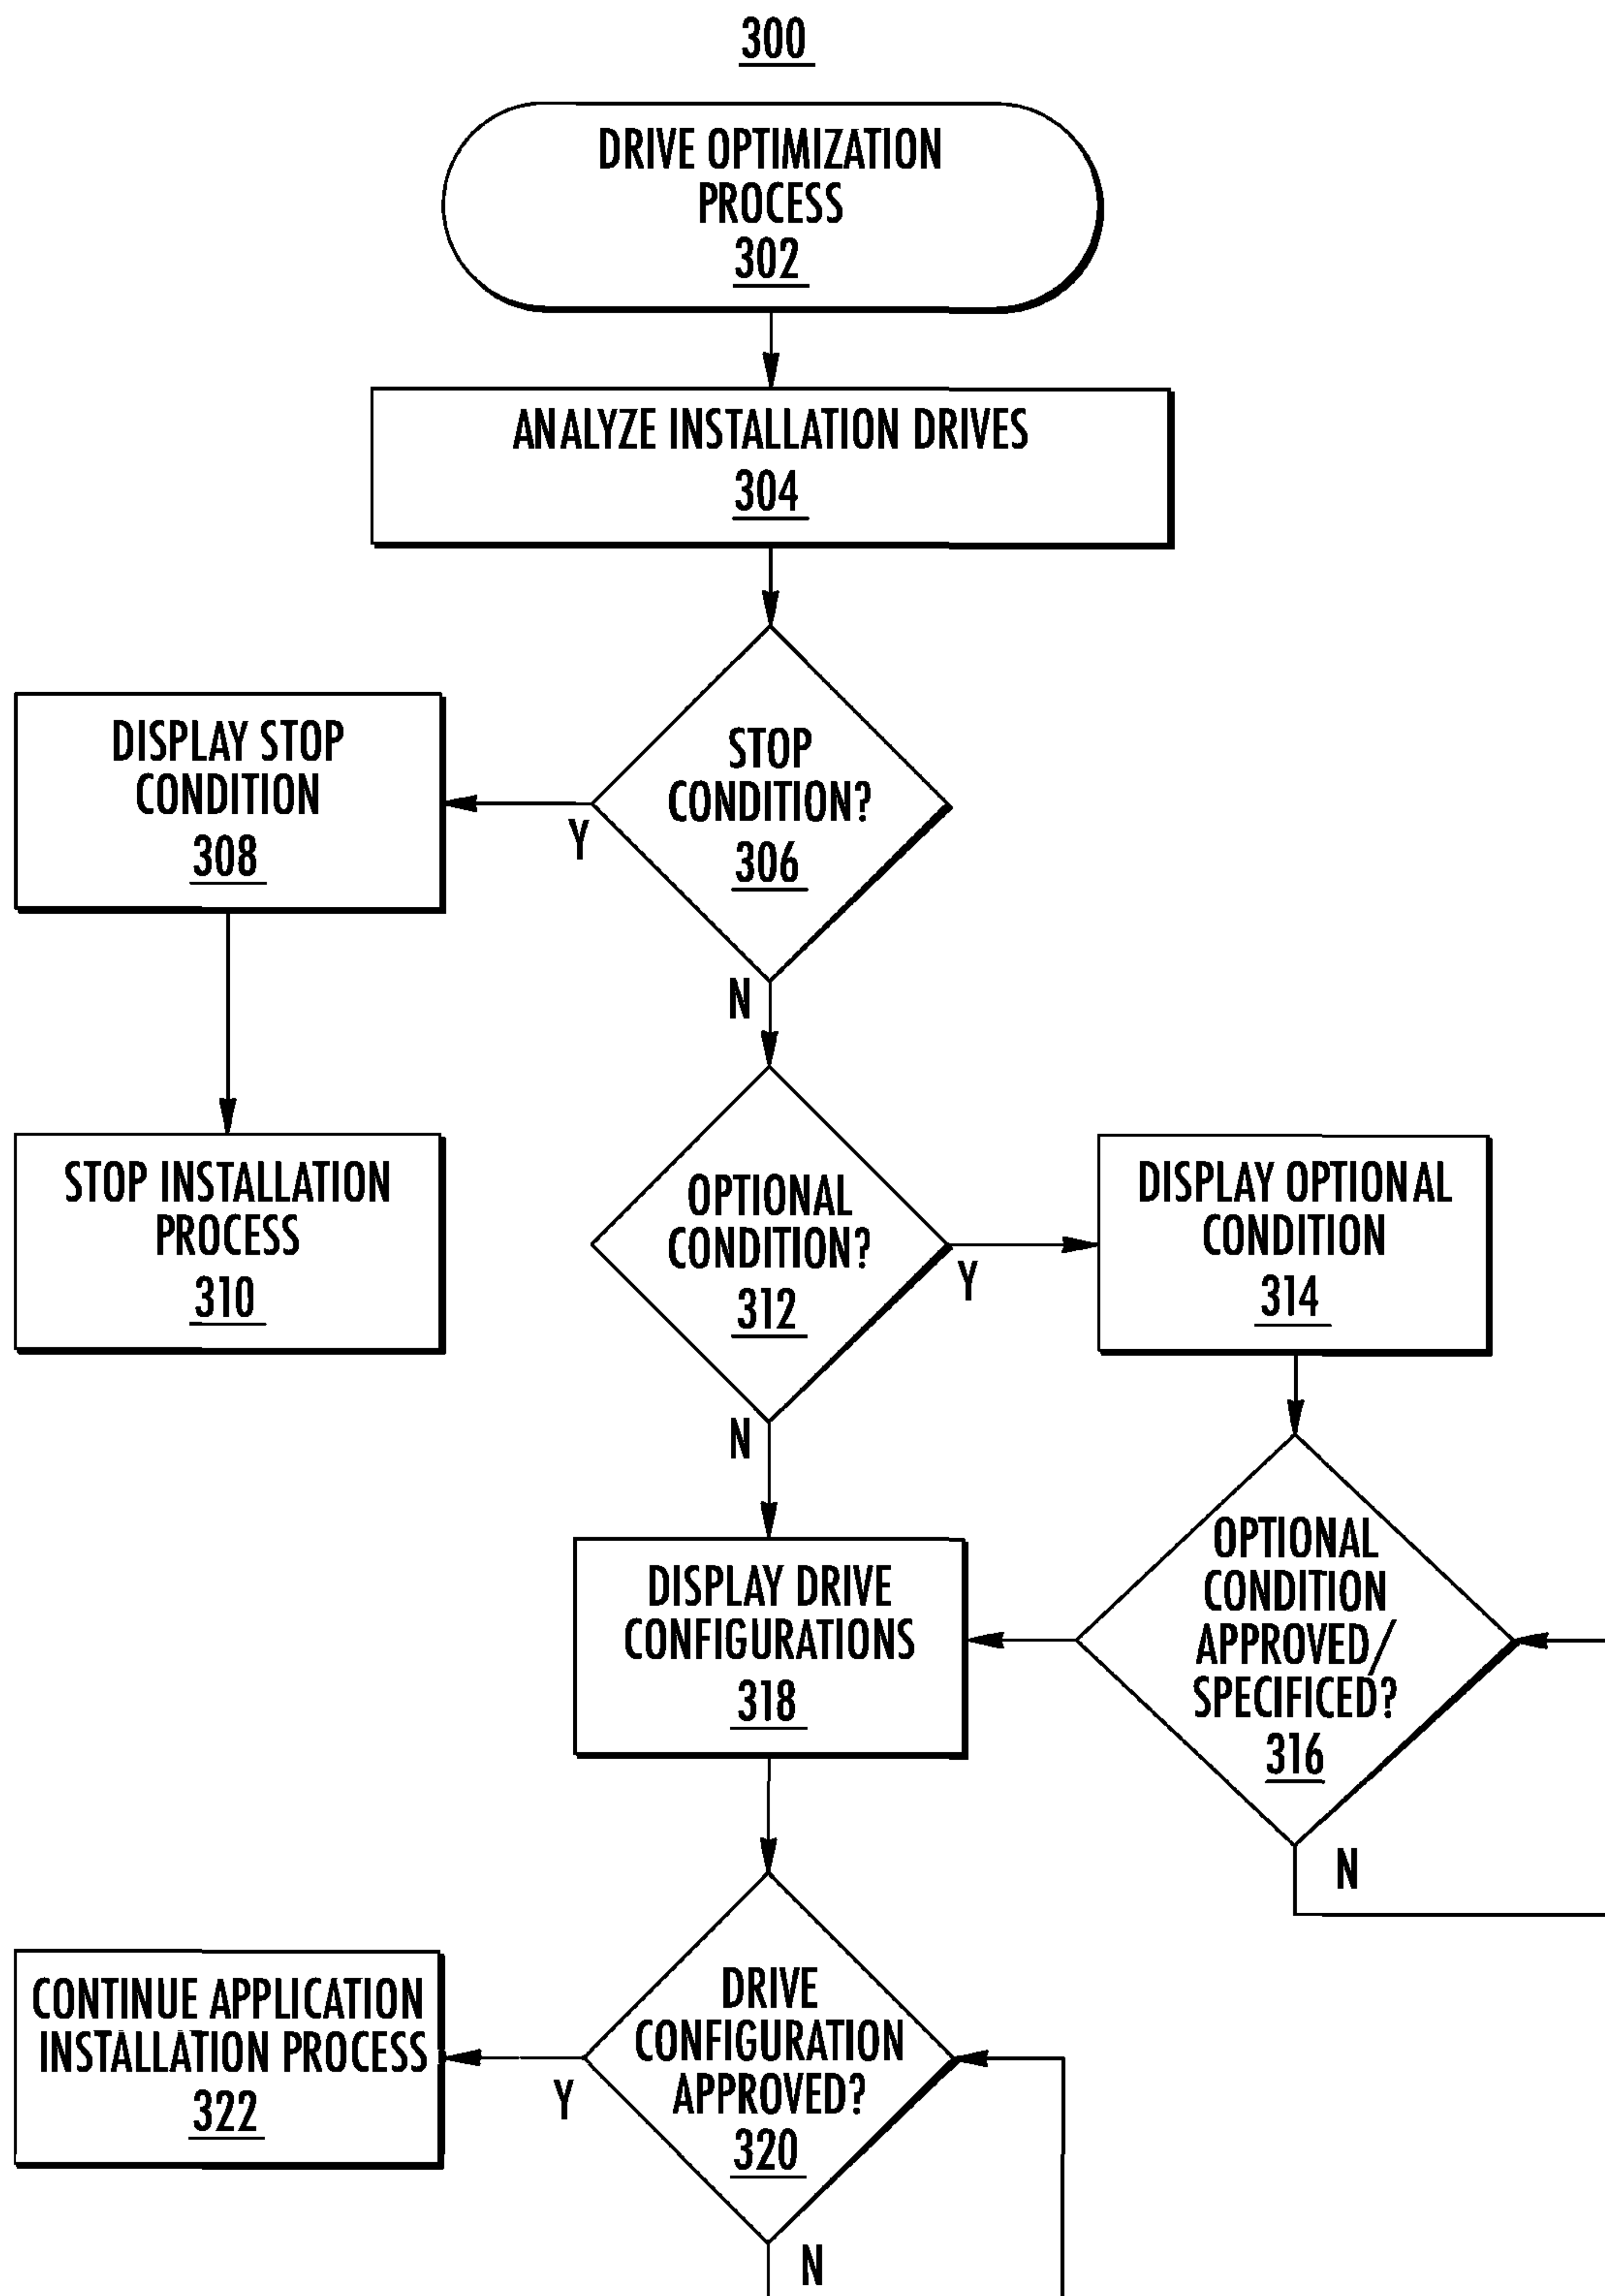 300
DRIVE OPTIMIZATION
PROCESS
302
ANALYZE INSTALLATION DRIVES
304
STOP
CONDITION?
306
Y
N
DISPLAY STOP
CONDITION
308
STOP INSTALLATION
PROCESS
310
OPTIONAL
CONDITION?
312
Y
N
DISPLAY OPTIONAL
CONDITION
314
OPTIONAL
CONDITION
APPROVED/
SPECIFICED?
316
N
DISPLAY DRIVE
CONFIGURATIONS
318
DRIVE
CONFIGURATION
APPROVED?
320
Y
N
CONTINUE APPLICATION
INSTALLATION PROCESS
322